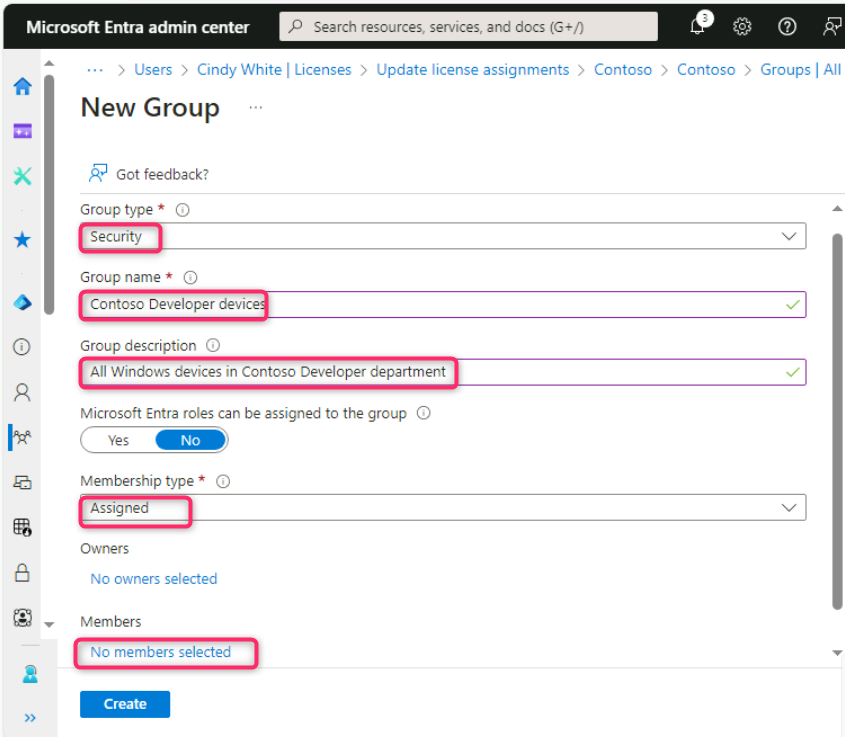 Microsoft Entra admin center
Search resources, services, and docs (G+/)
3
··· > Users > Cindy White | Licenses > Update license assignments > Contoso > Contoso > Groups | All
New Group ···
Got feedback?
Group type *
Security
Group name *
Contoso Developer devices
Group description
All Windows devices in Contoso Developer department
Microsoft Entra roles can be assigned to the group
Yes No
Membership type *
Assigned
Owners
No owners selected
Members
No members selected
Create